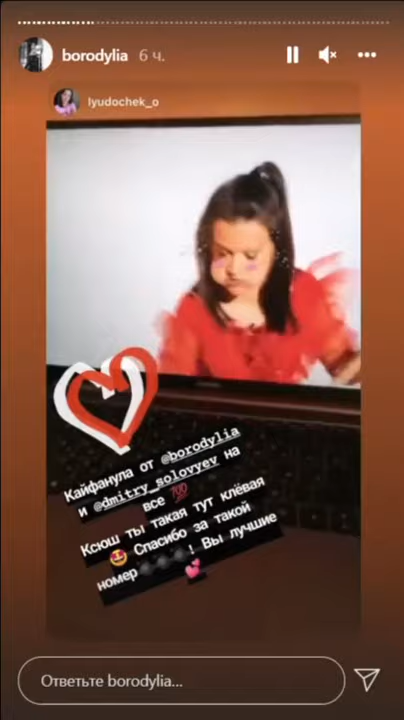 borodylia 6 ч.
lyudochek_o
Кайфанула от @borodylia
и @dmitry_solovyev на
все 💯
Ксюш ты такая тут клёвая
🤩 Спасибо за такой
номер🖤🖤🖤! Вы лучшие
💕
Ответьте borodylia...